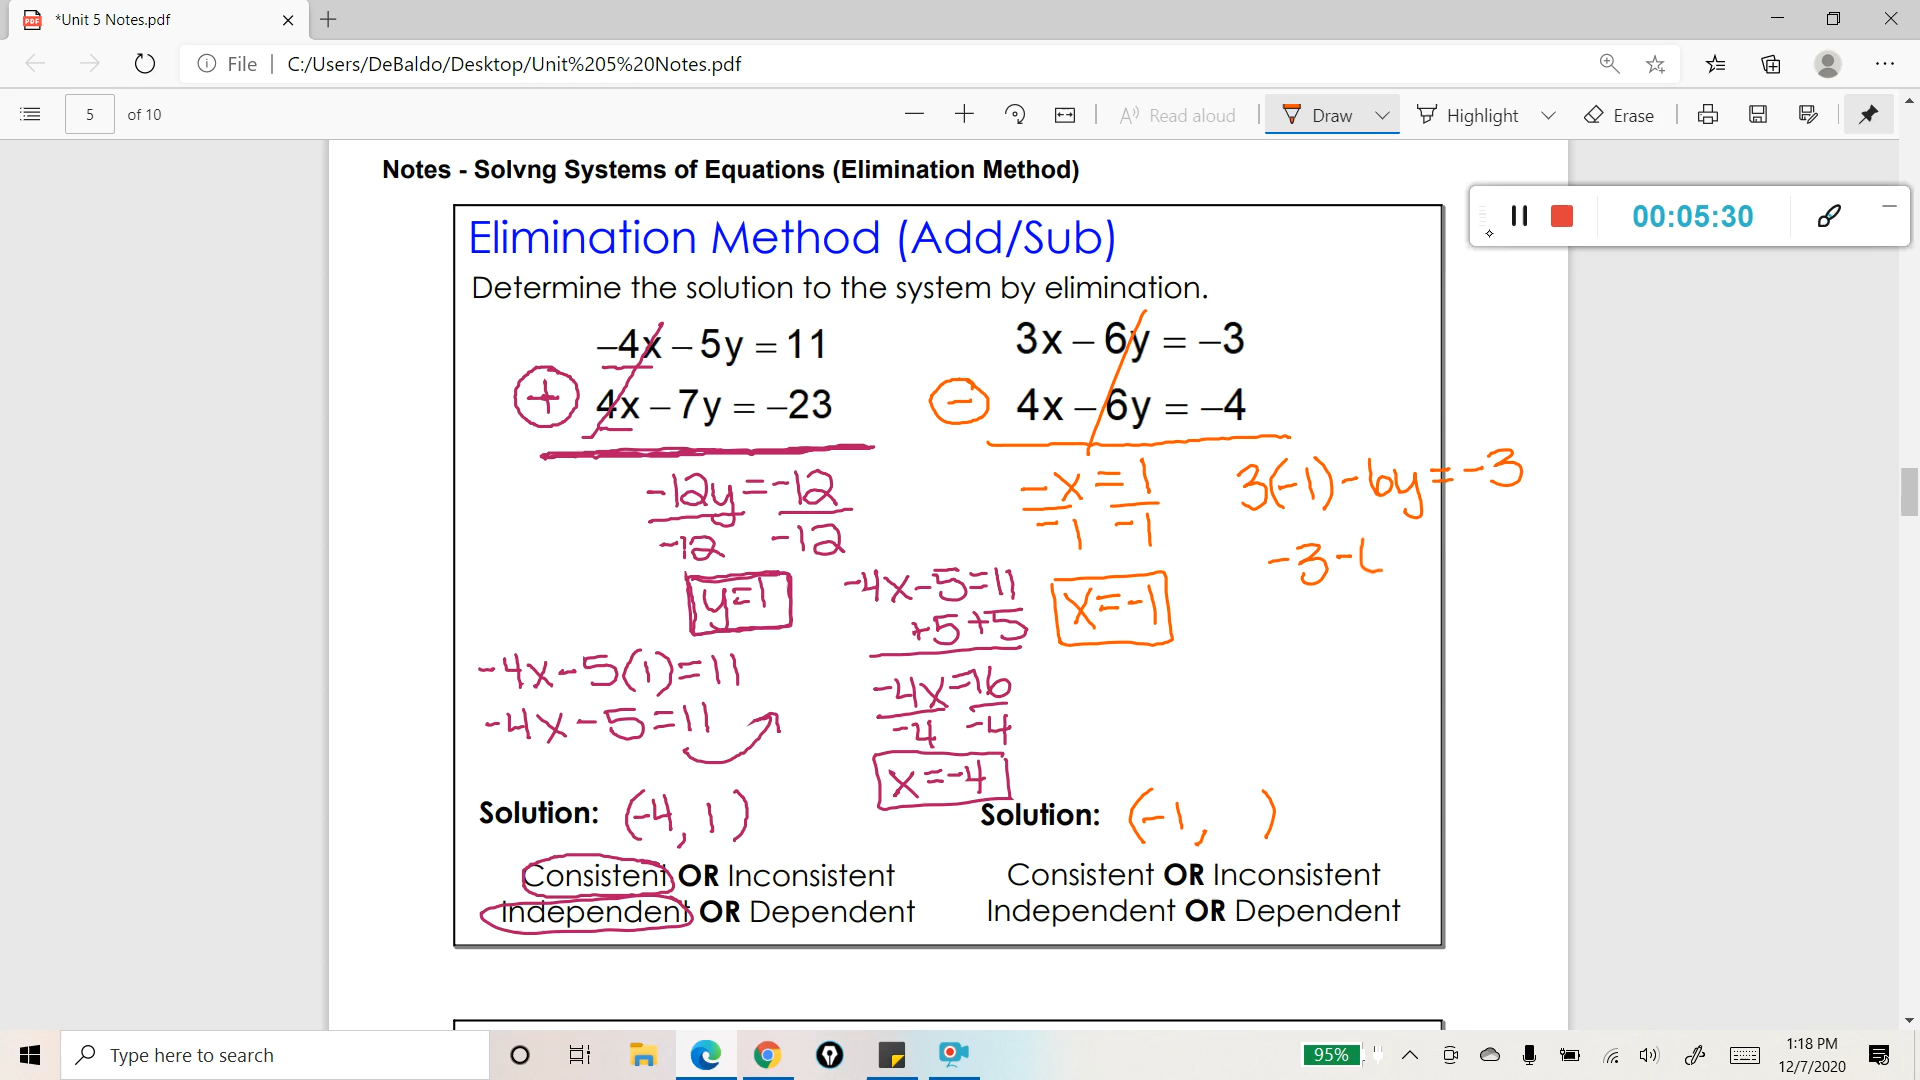 *Unit 5 Notes.pdf
File | C:/Users/DeBaldo/Desktop/Unit%205%20Notes.pdf
5 of 10
Read aloud
Draw
Highlight
Erase
Notes - Solvng Systems of Equations (Elimination Method)
00:05:30
Elimination Method (Add/Sub)
Determine the solution to the system by elimination.
−4x − 5y = 11
+ 4x − 7y = −23
-12y = -12
-12 -12
y=1
-4x-5(1)=11
-4x-5=11
-4x-5=11
+5 +5
-4x=16
-4 -4
x=-4
Solution: (-4, 1)
Consistent OR Inconsistent
Independent OR Dependent
3x − 6y = −3
- 4x − 6y = −4
-x = 1
-1 -1
x=-1
3(-1)-6y=-3
-3-
Solution: (-1, )
Consistent OR Inconsistent
Independent OR Dependent
Type here to search
95%
1:18 PM
12/7/2020